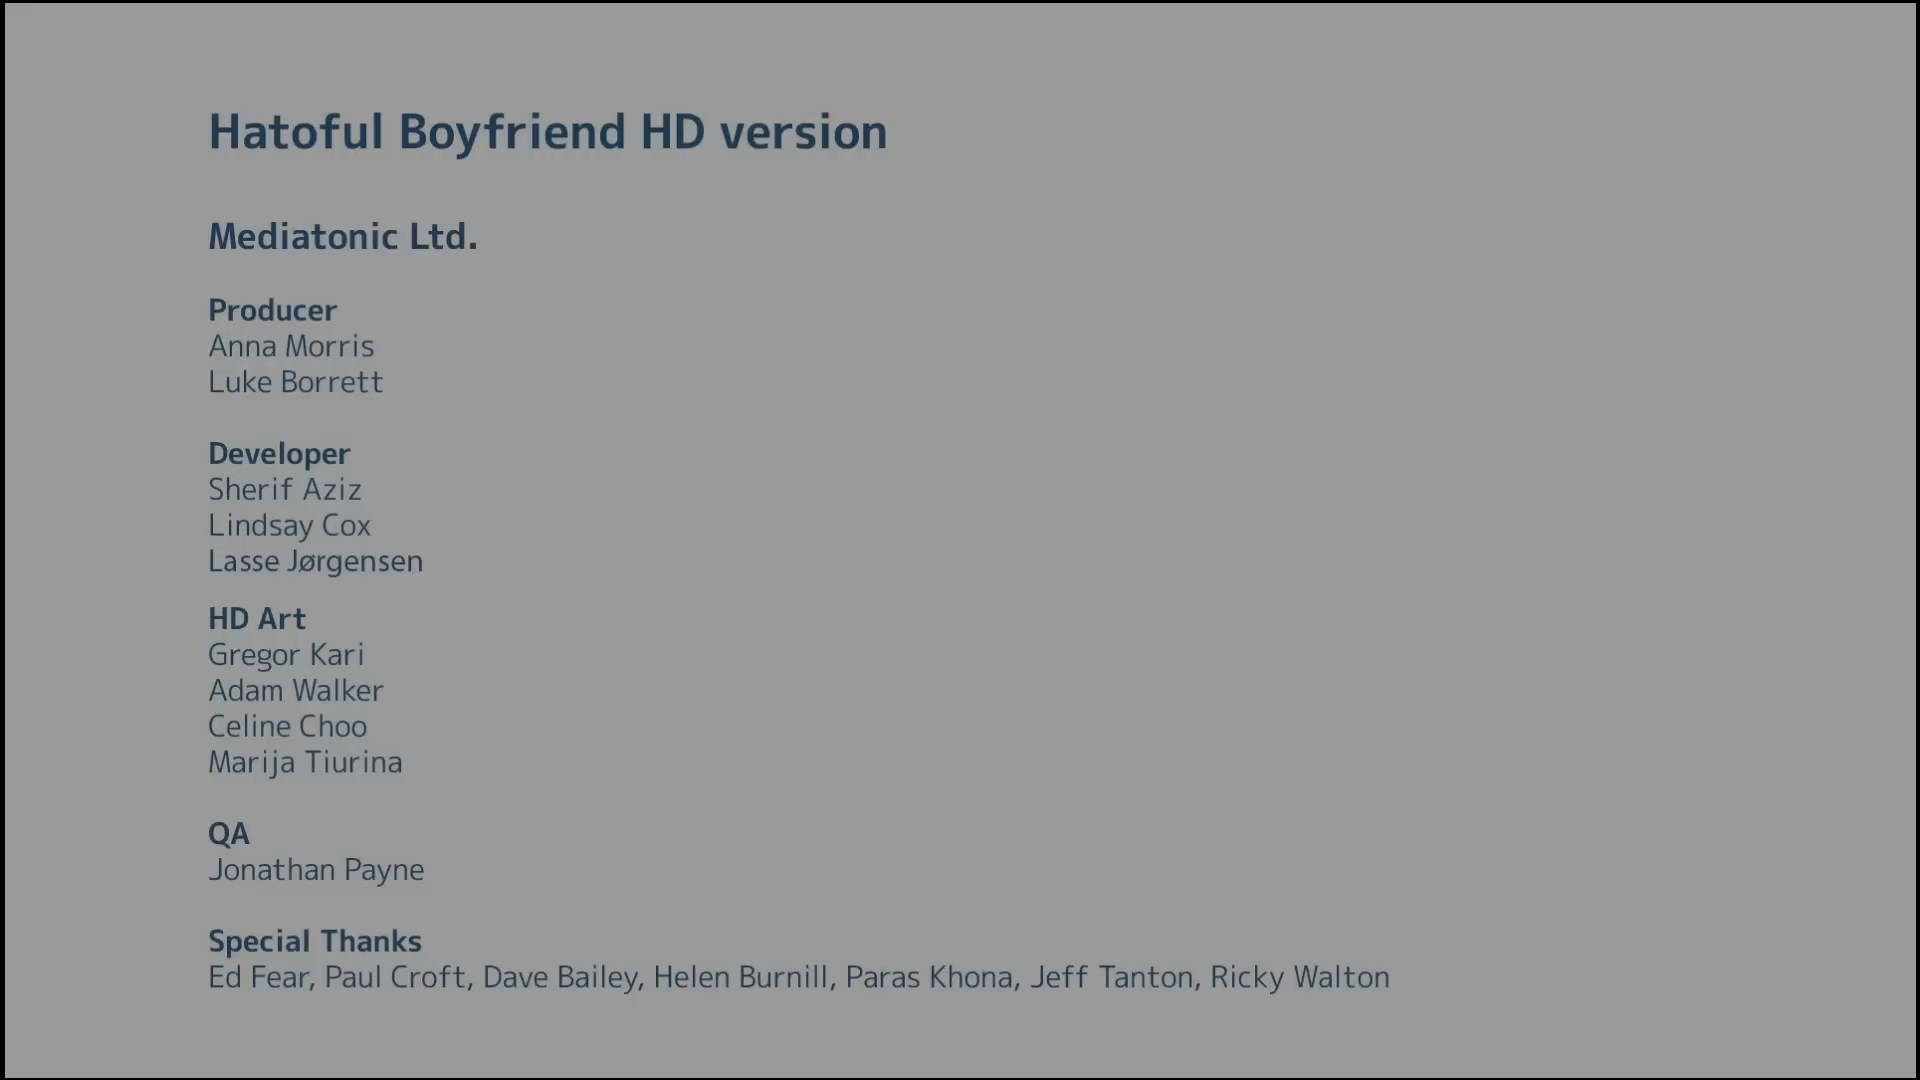 Hatoful Boyfriend HD version
Mediatonic Ltd.
Producer
Anna Morris
Luke Borrett
Developer
Sherif Aziz
Lindsay Cox
Lasse Jørgensen
HD Art
Gregor Kari
Adam Walker
Celine Choo
Marija Tiurina
QA
Jonathan Payne
Special Thanks
Ed Fear, Paul Croft, Dave Bailey, Helen Burnill, Paras Khona, Jeff Tanton, Ricky Walton